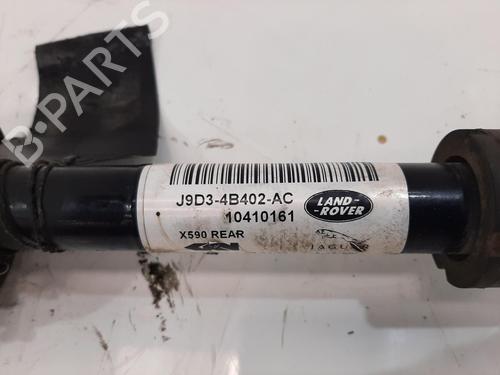 B-PARTS
J9D3-4B402-AC
10410161
LAND-
-ROVER
X590 REAR
JAGUAR